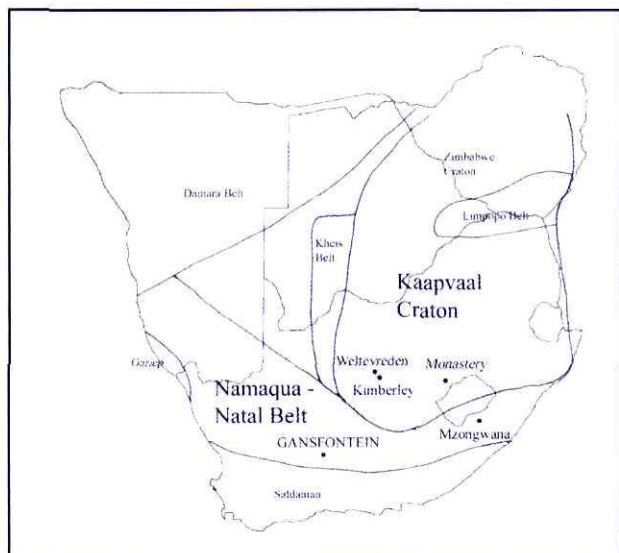 Zimbabwe
Craton
Damara Belt
Limpopo Belt
Kheis
Belt
Kaapvaal
Craton
Weltevreden
Monastery
Kimberley
Gariep
Namaqua -
Natal Belt
Mzongwana
GANSFONTEIN
Saldanian